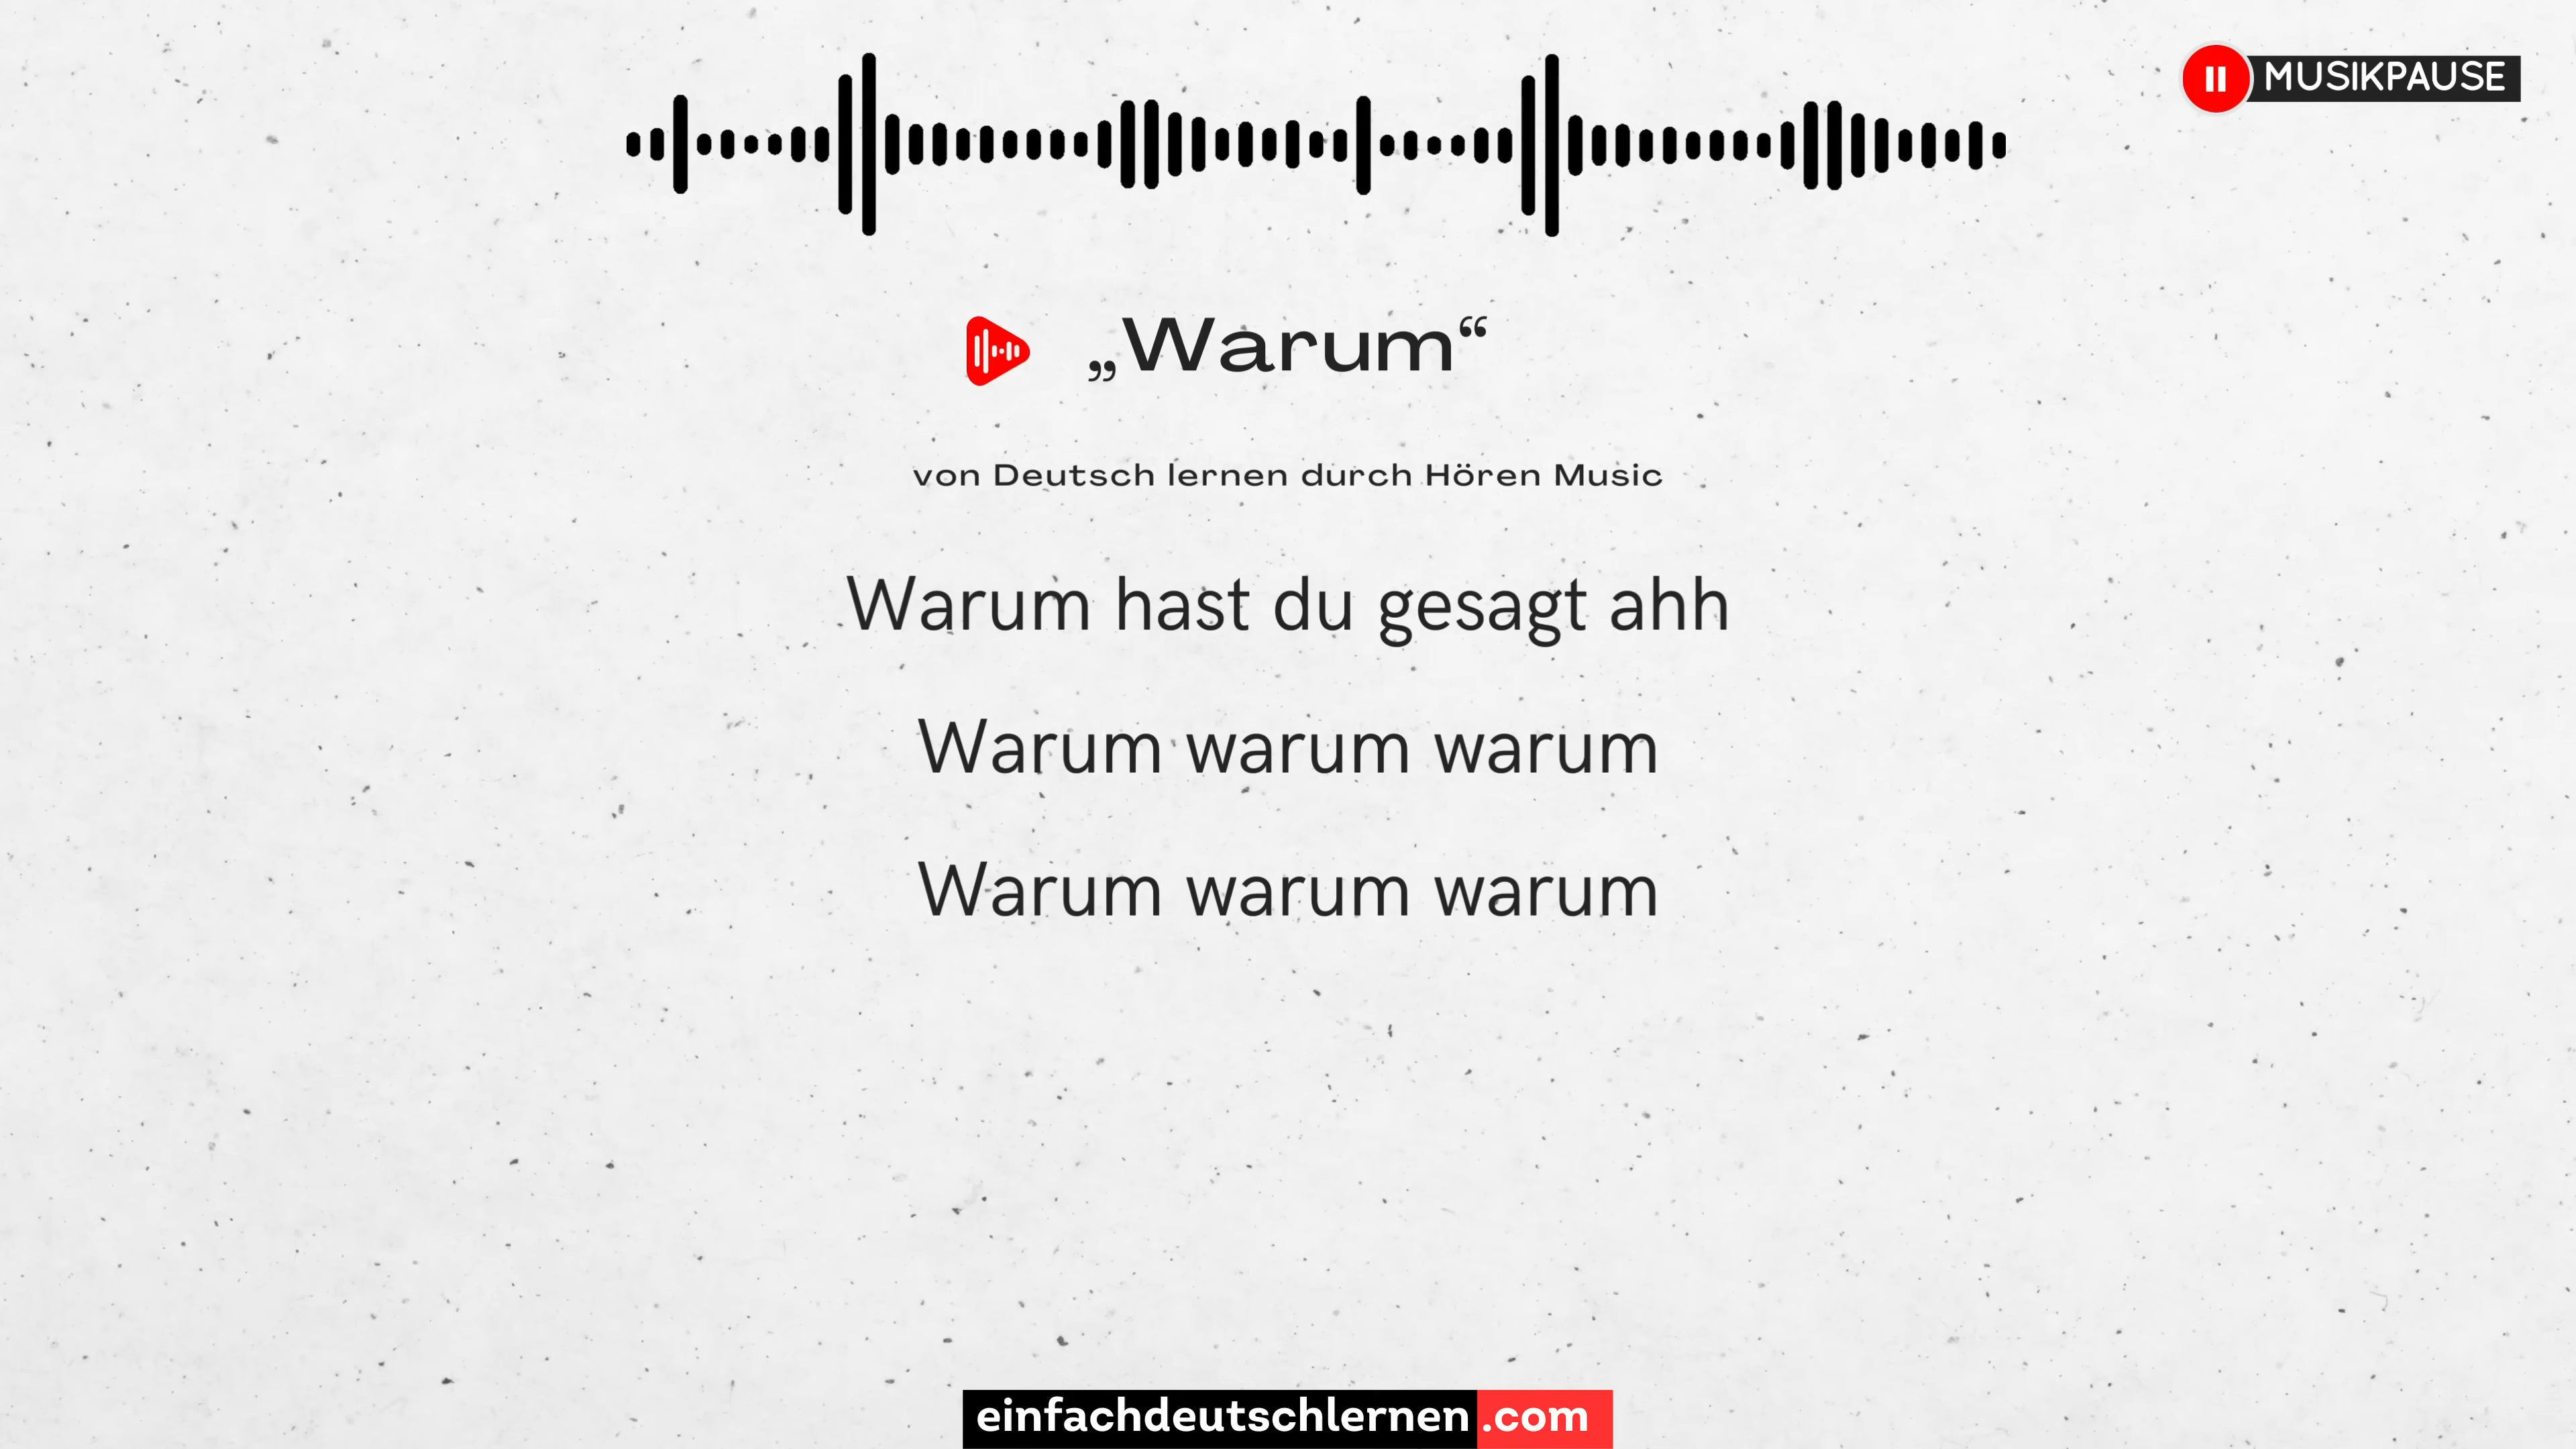 MUSIKPAUSE
„Warum“
von Deutsch lernen durch Hören Music
Warum hast du gesagt ahh
Warum warum warum
Warum warum warum
einfachdeutschlernen.com